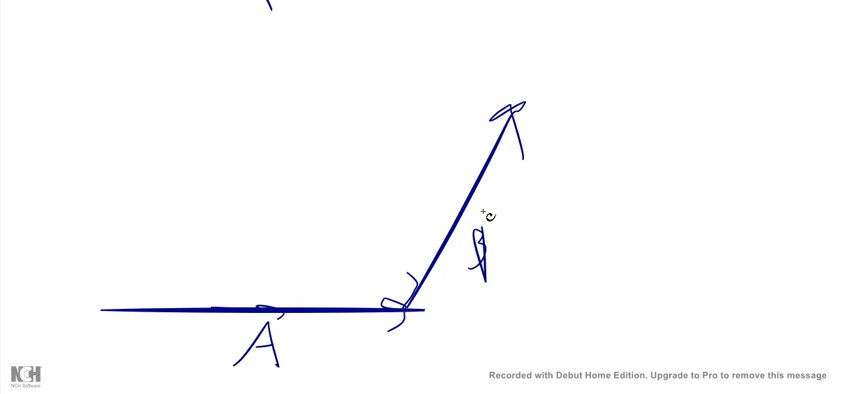 A
NCH
NCH Software
Recorded with Debut Home Edition. Upgrade to Pro to remove this message